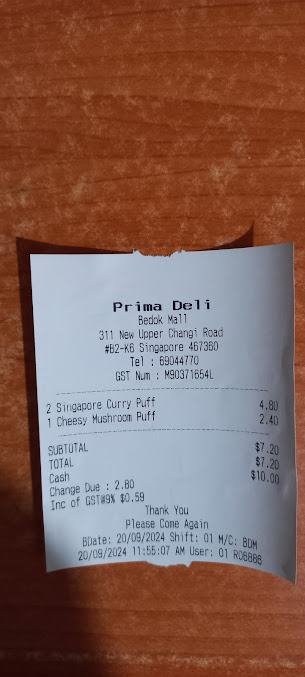 Prima Deli
Bedok Mall
311 New Upper Changi Road
#B2-K6 Singapore 467360
Tel : 69044770
GST Num : M90371654L
2 Singapore Curry Puff 4.80
1 Cheesy Mushroom Puff 2.40
SUBTOTAL $7.20
TOTAL $7.20
Cash $10.00
Change Due : 2.80
Inc of GST@9% $0.59
Thank You
Please Come Again
BDate: 20/09/2024 Shift: 01 M/C: BDM
20/09/2024 11:55:07 AM User: 01 RO6886